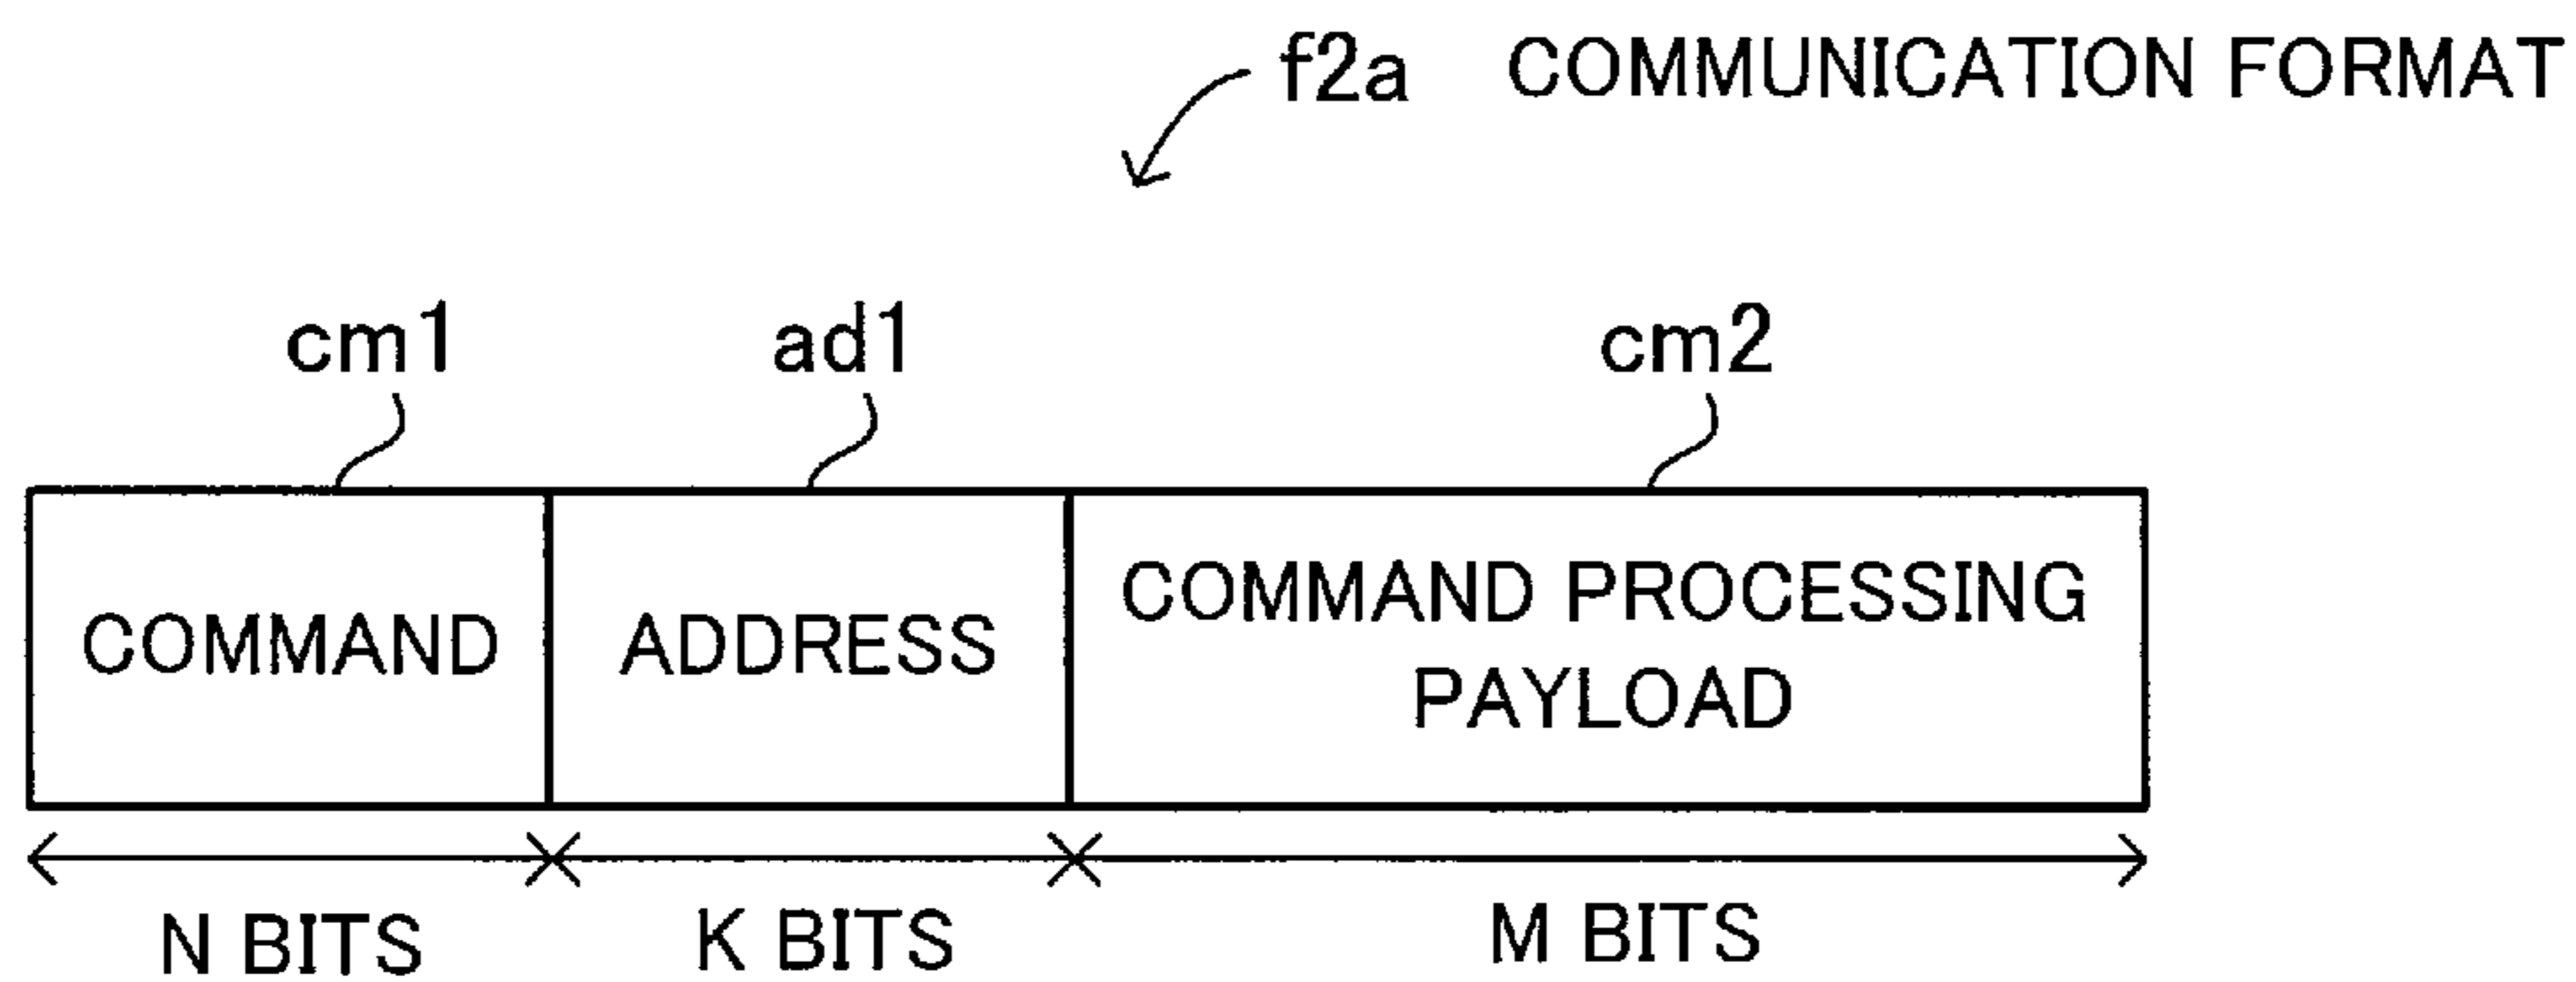 f2a COMMUNICATION FORMAT
cm1 ad1 cm2
COMMAND ADDRESS COMMAND PROCESSING
PAYLOAD
N BITS K BITS M BITS